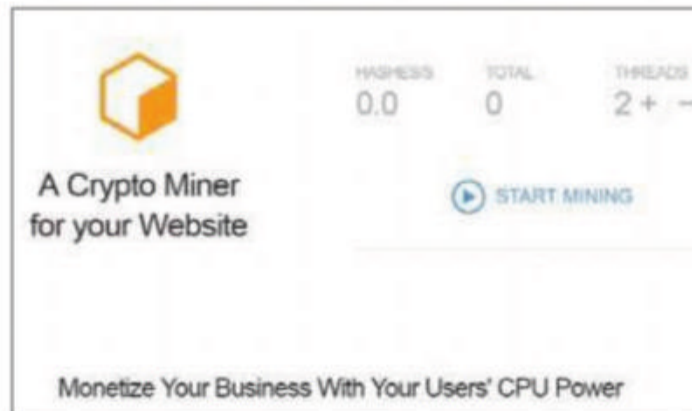 HASHES/S TOTAL THREADS
0.0 0 2 + −
A Crypto Miner
for your Website
START MINING
Monetize Your Business With Your Users' CPU Power